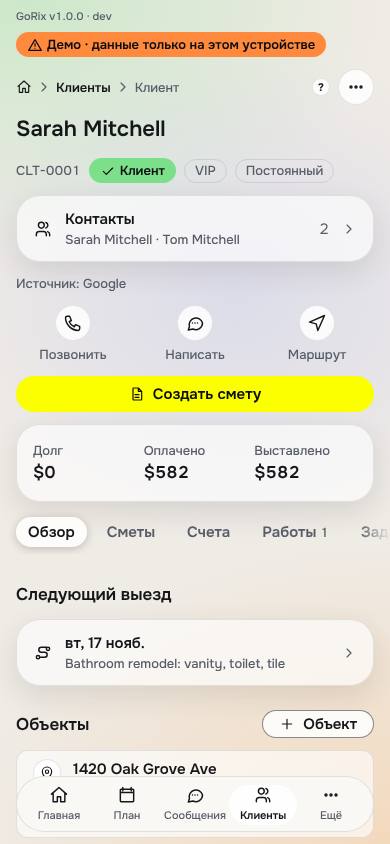 GoRix v1.0.0 · dev
Демо · данные только на этом устройстве
Клиенты Клиент ?
Sarah Mitchell
CLT-0001 Клиент VIP Постоянный
Контакты
Sarah Mitchell · Tom Mitchell
2
Источник: Google
Позвонить Написать Маршрут
Создать смету
Долг Оплачено Выставлено
$0 $582 $582
Обзор Сметы Счета Работы 1 Зад
Следующий выезд
вт, 17 нояб.
Bathroom remodel: vanity, toilet, tile
Объекты
Объект
1420 Oak Grove Ave
Главная План Сообщения Клиенты Ещё